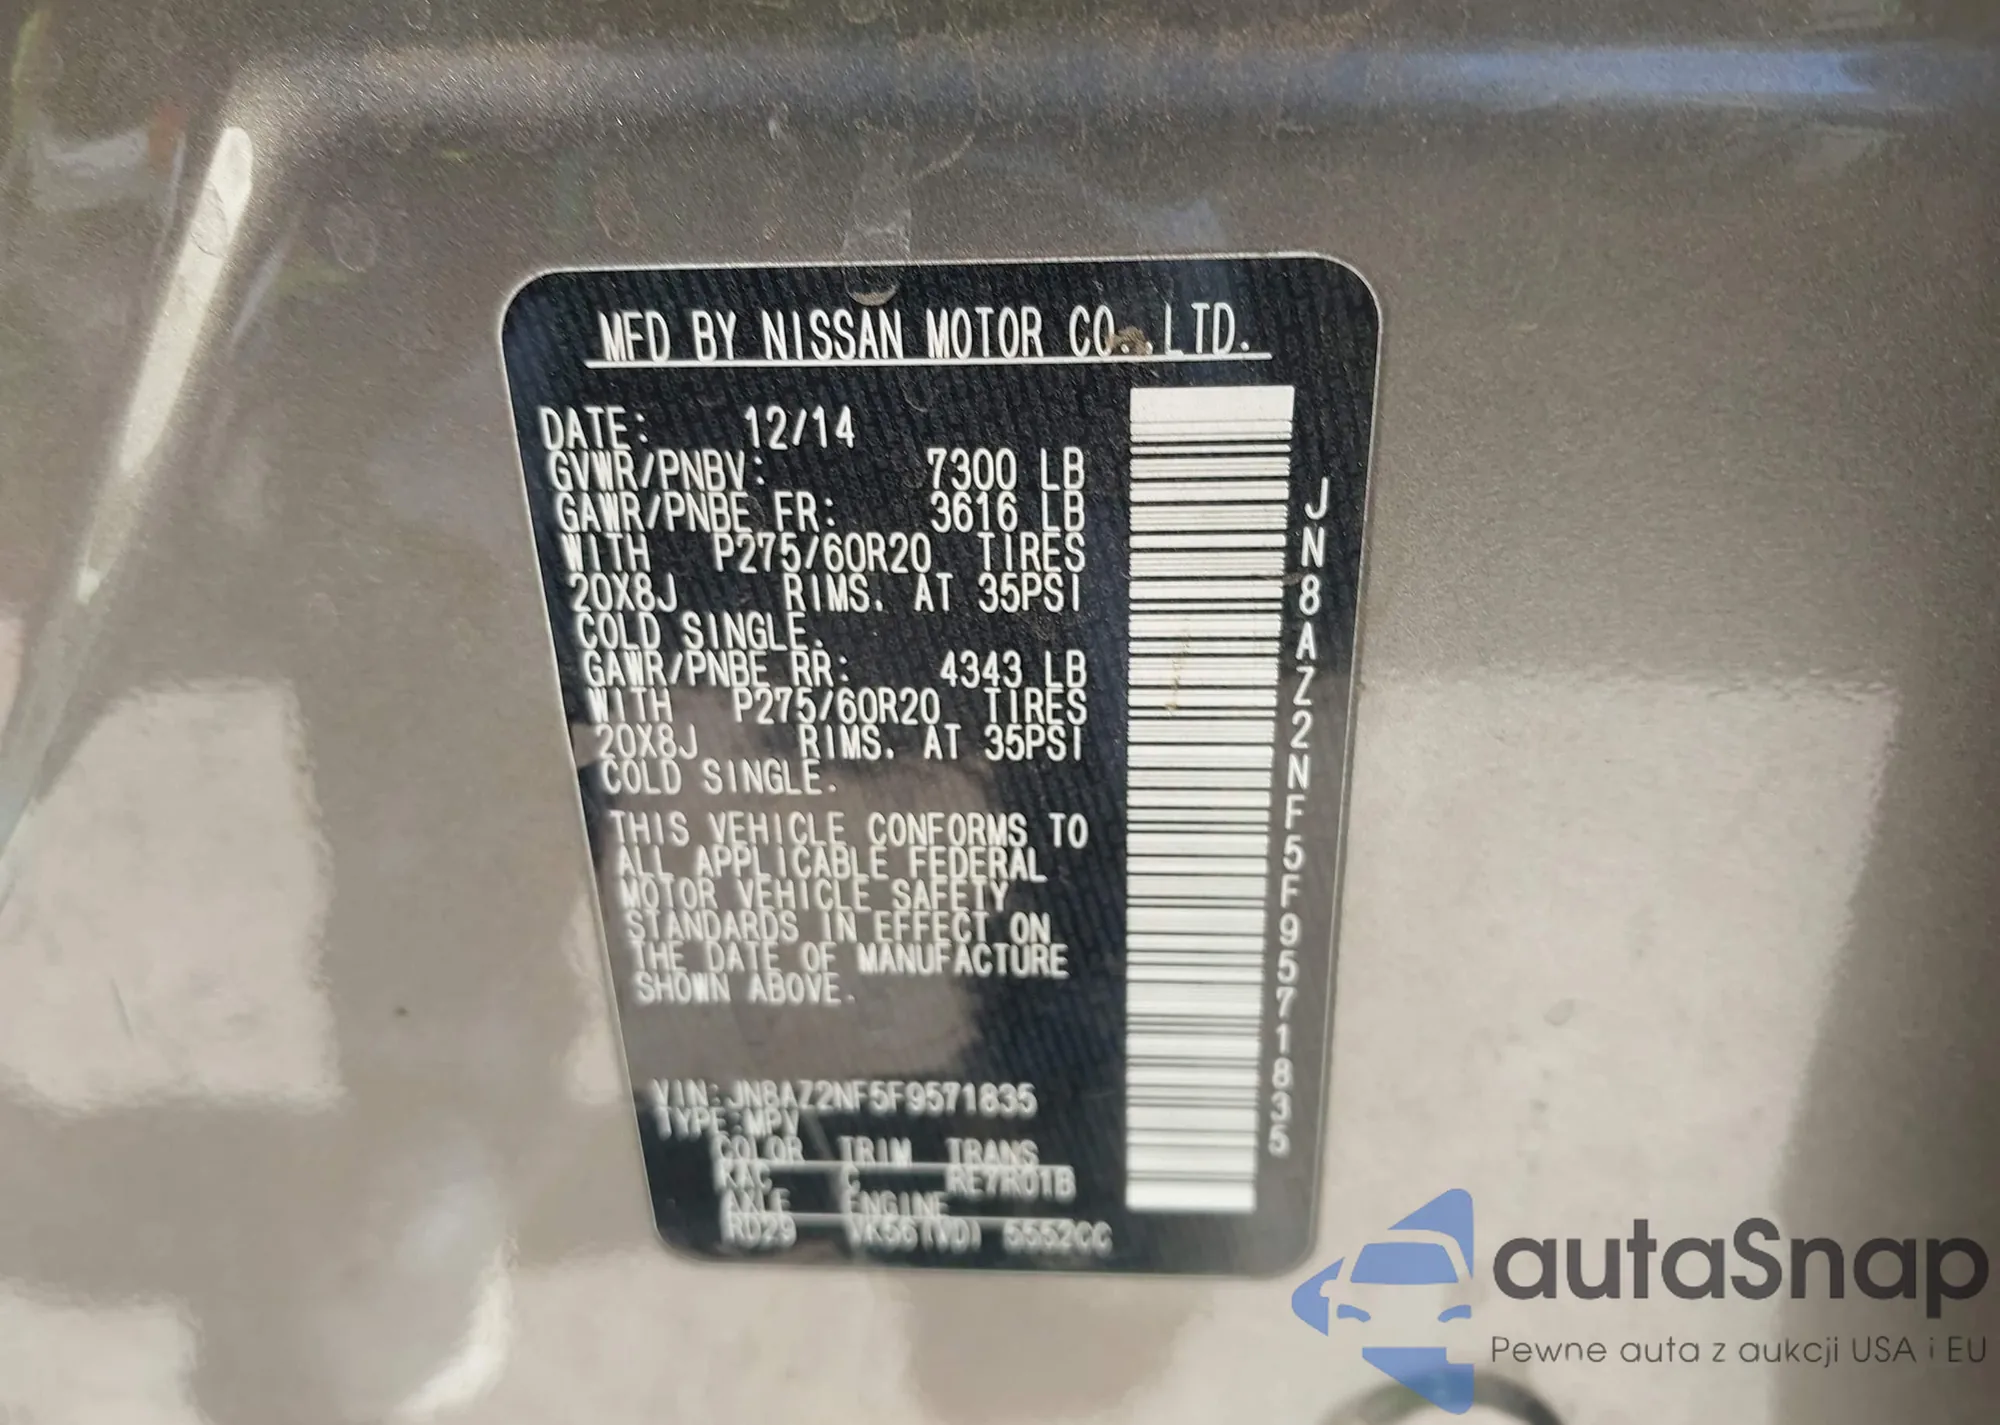 MFD BY NISSAN MOTOR CO.,LTD.
DATE: 12/14
GVWR/PNBV: 7300 LB
GAWR/PNBE FR: 3616 LB
WITH P275/60R20 TIRES
20X8J RIMS. AT 35PSI
COLD SINGLE.
GAWR/PNBE RR: 4343 LB
WITH P275/60R20 TIRES
20X8J RIMS. AT 35PSI
COLD SINGLE.
THIS VEHICLE CONFORMS TO
ALL APPLICABLE FEDERAL
MOTOR VEHICLE SAFETY
STANDARDS IN EFFECT ON
THE DATE OF MANUFACTURE
SHOWN ABOVE.
VIN:JN8AZ2NF5F9571835
TYPE:MPV
COLOR TRIM TRANS
KAC C RE7R01B
AXLE ENGINE
RD29 VK56(VD) 5552CC
JN8AZ2NF5F9571835
autaSnap
Pewne auta z aukcji USA i EU